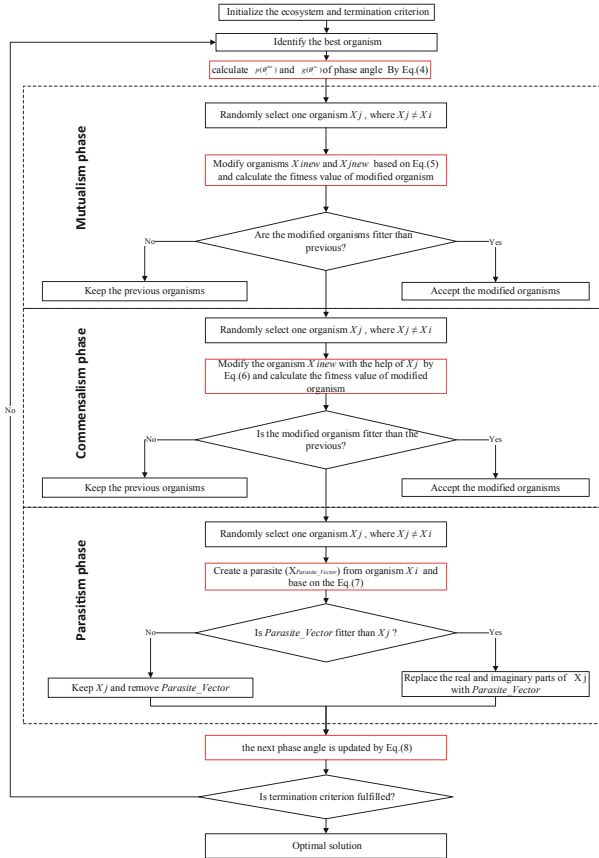 Initialize the ecosystem and termination criterion
Identify the best organism
calculate and of phase angle By Eq.(4)
Mutualism phase
Randomly select one organism Xj , where Xj ≠ Xi
Modify organisms Xinew and Xjnew based on Eq.(5)
and calculate the fitness value of modified organism
No
Are the modified organisms fitter than
previous?
Yes
Keep the previous organisms
Accept the modified organisms
Commensalism phase
Randomly select one organism Xj , where Xj ≠ Xi
Modify the organism Xinew with the help of Xj by
Eq.(6) and calculate the fitness value of modified
organism
No
No
Is the modified organism fitter than the
previous?
Yes
Keep the previous organisms
Accept the modified organisms
Parasitism phase
Randomly select one organism Xj , where Xj ≠ Xi
Create a parasite (XParasite_Vector) from organism Xi and
base on the Eq.(7)
No
Is Parasite_Vector fitter than Xj ?
Yes
Keep Xj and remove Parasite_Vector
Replace the real and imaginary parts of Xj
with Parasite_Vector
the next phase angle is updated by Eq.(8)
Is termination criterion fulfilled?
Optimal solution